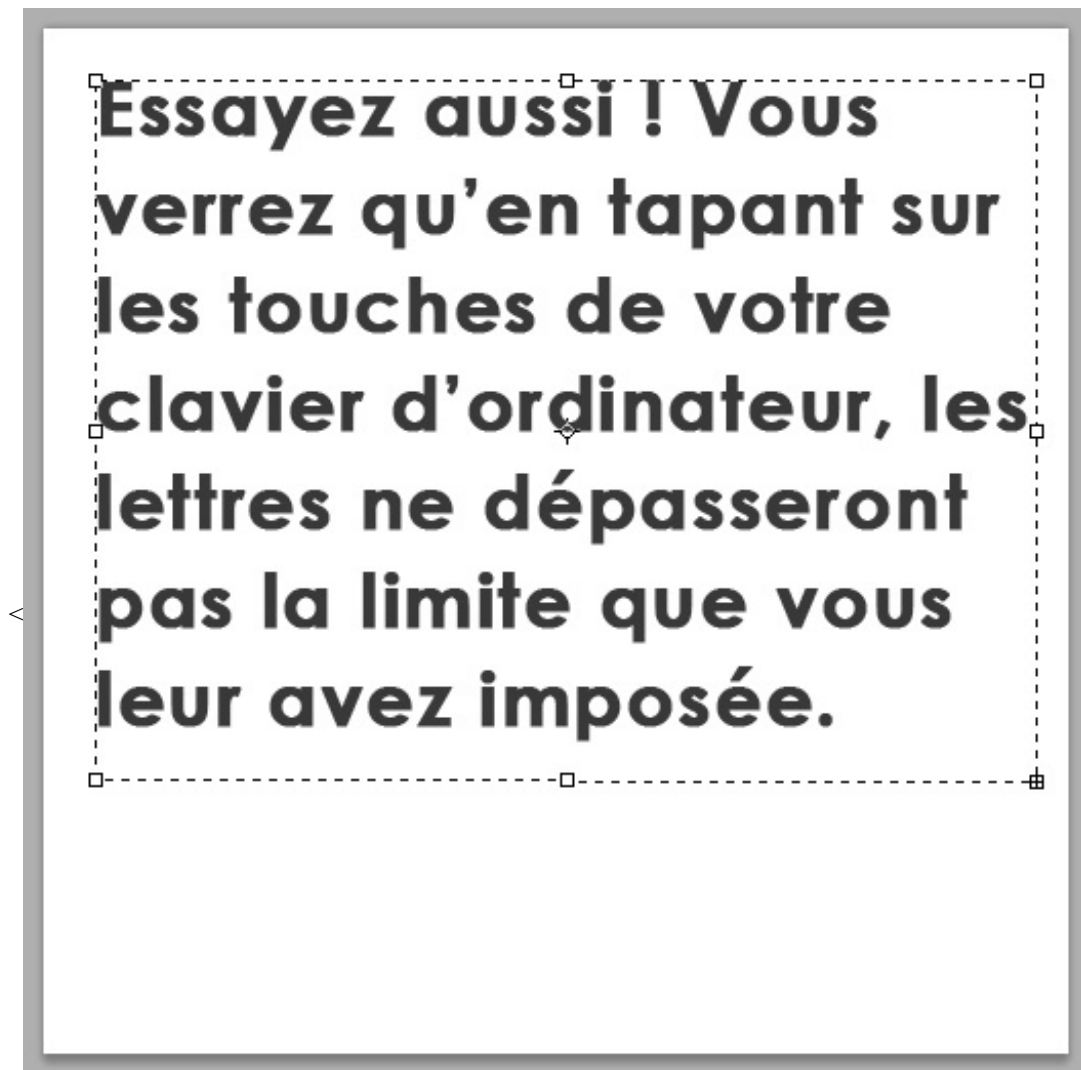 Essayez aussi ! Vous
verrez qu’en tapant sur
les touches de votre
clavier d’ordinateur, les
lettres ne dépasseront
pas la limite que vous
leur avez imposée.
<